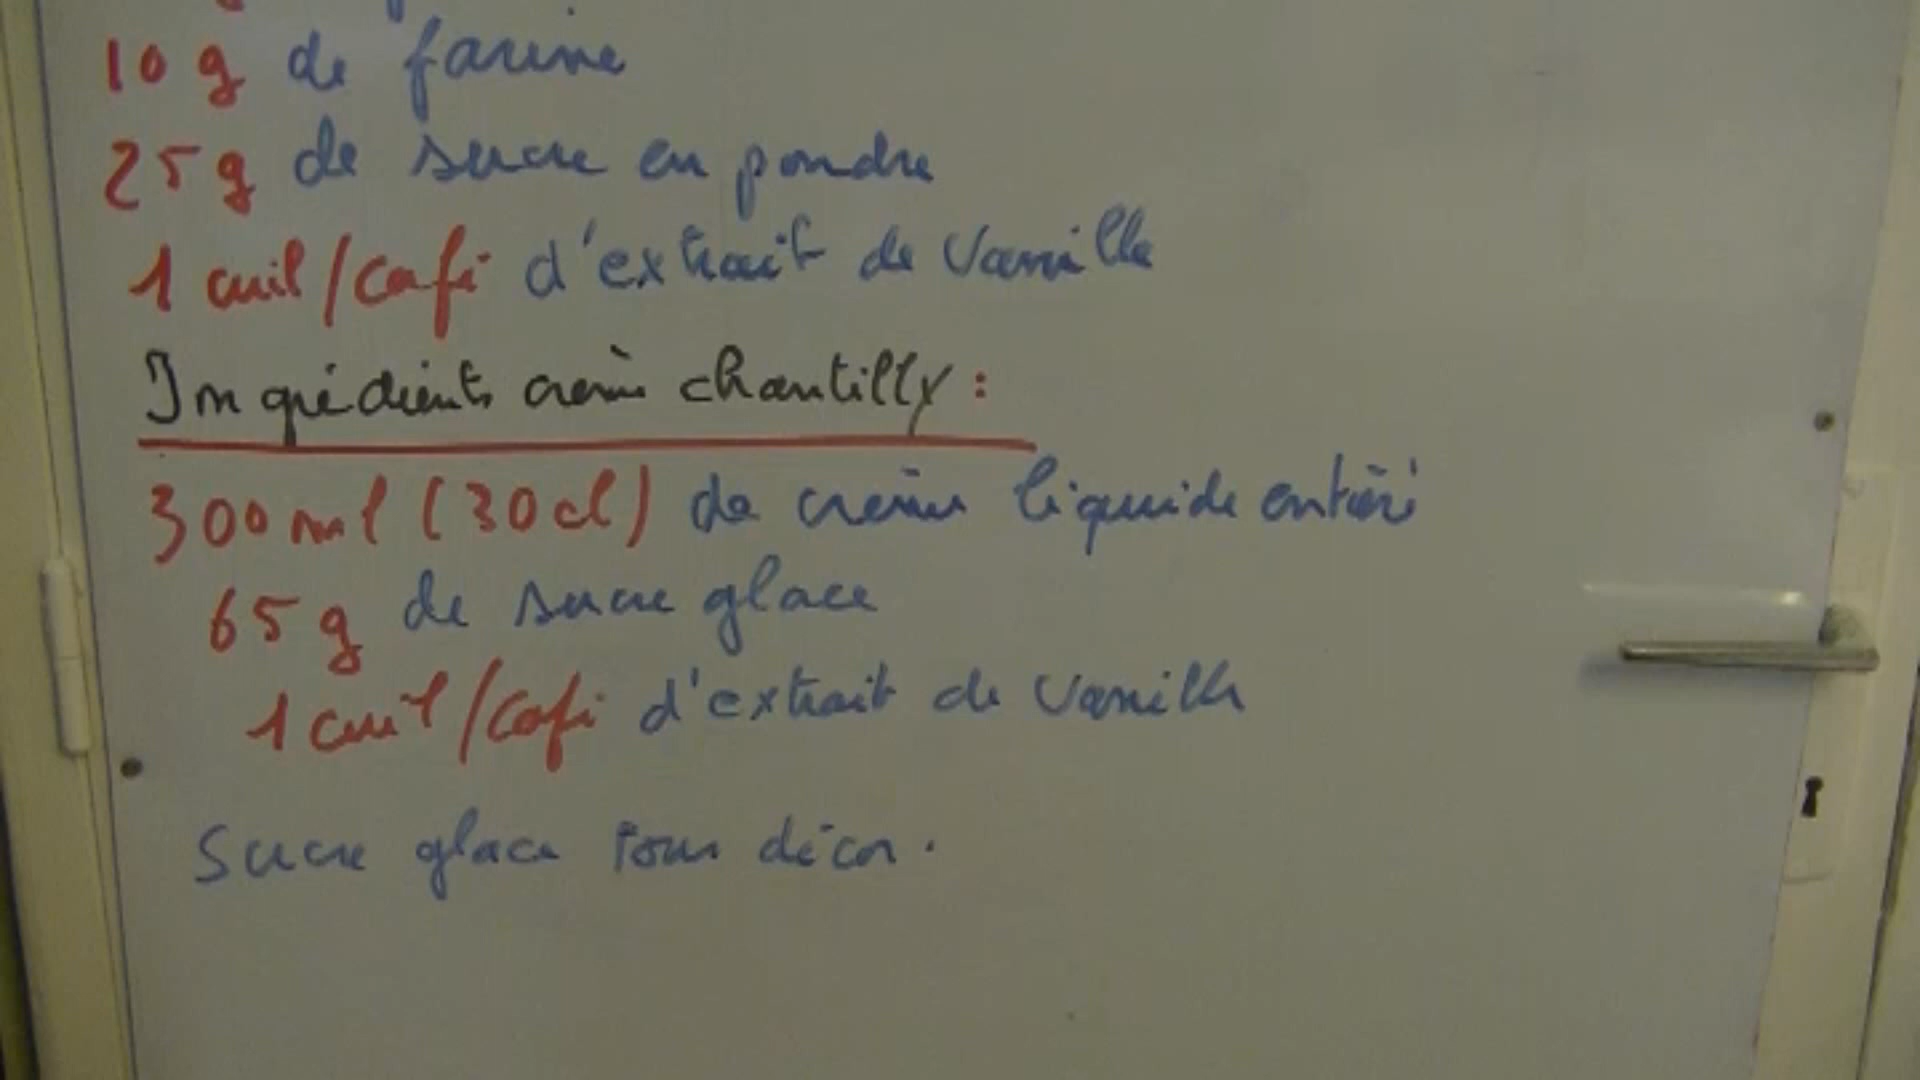 10 g de farine
25 g de sucre en poudre
1 cuil/café d'extrait de vanille
Ingrédients crème chantilly :
300 ml (30 cl) de crème liquide entière
65 g de sucre glace
1 cuil/café d'extrait de vanille
Sucre glace pour décor.